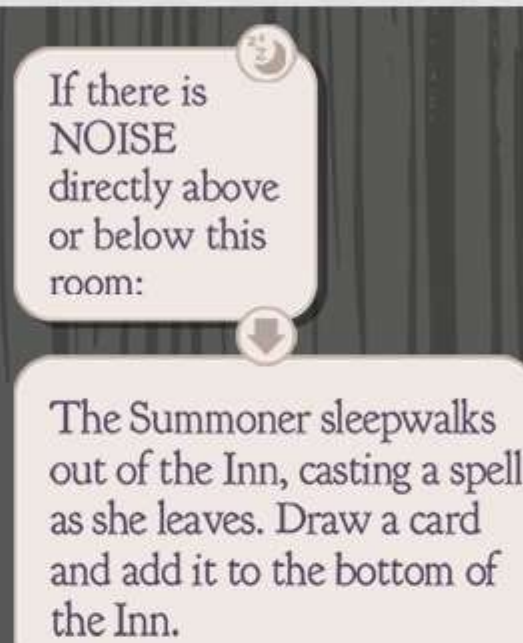 If there is
NOISE
directly above
or below this
room:
The Summoner sleepwalks
out of the Inn, casting a spell
as she leaves. Draw a card
and add it to the bottom of
the Inn.